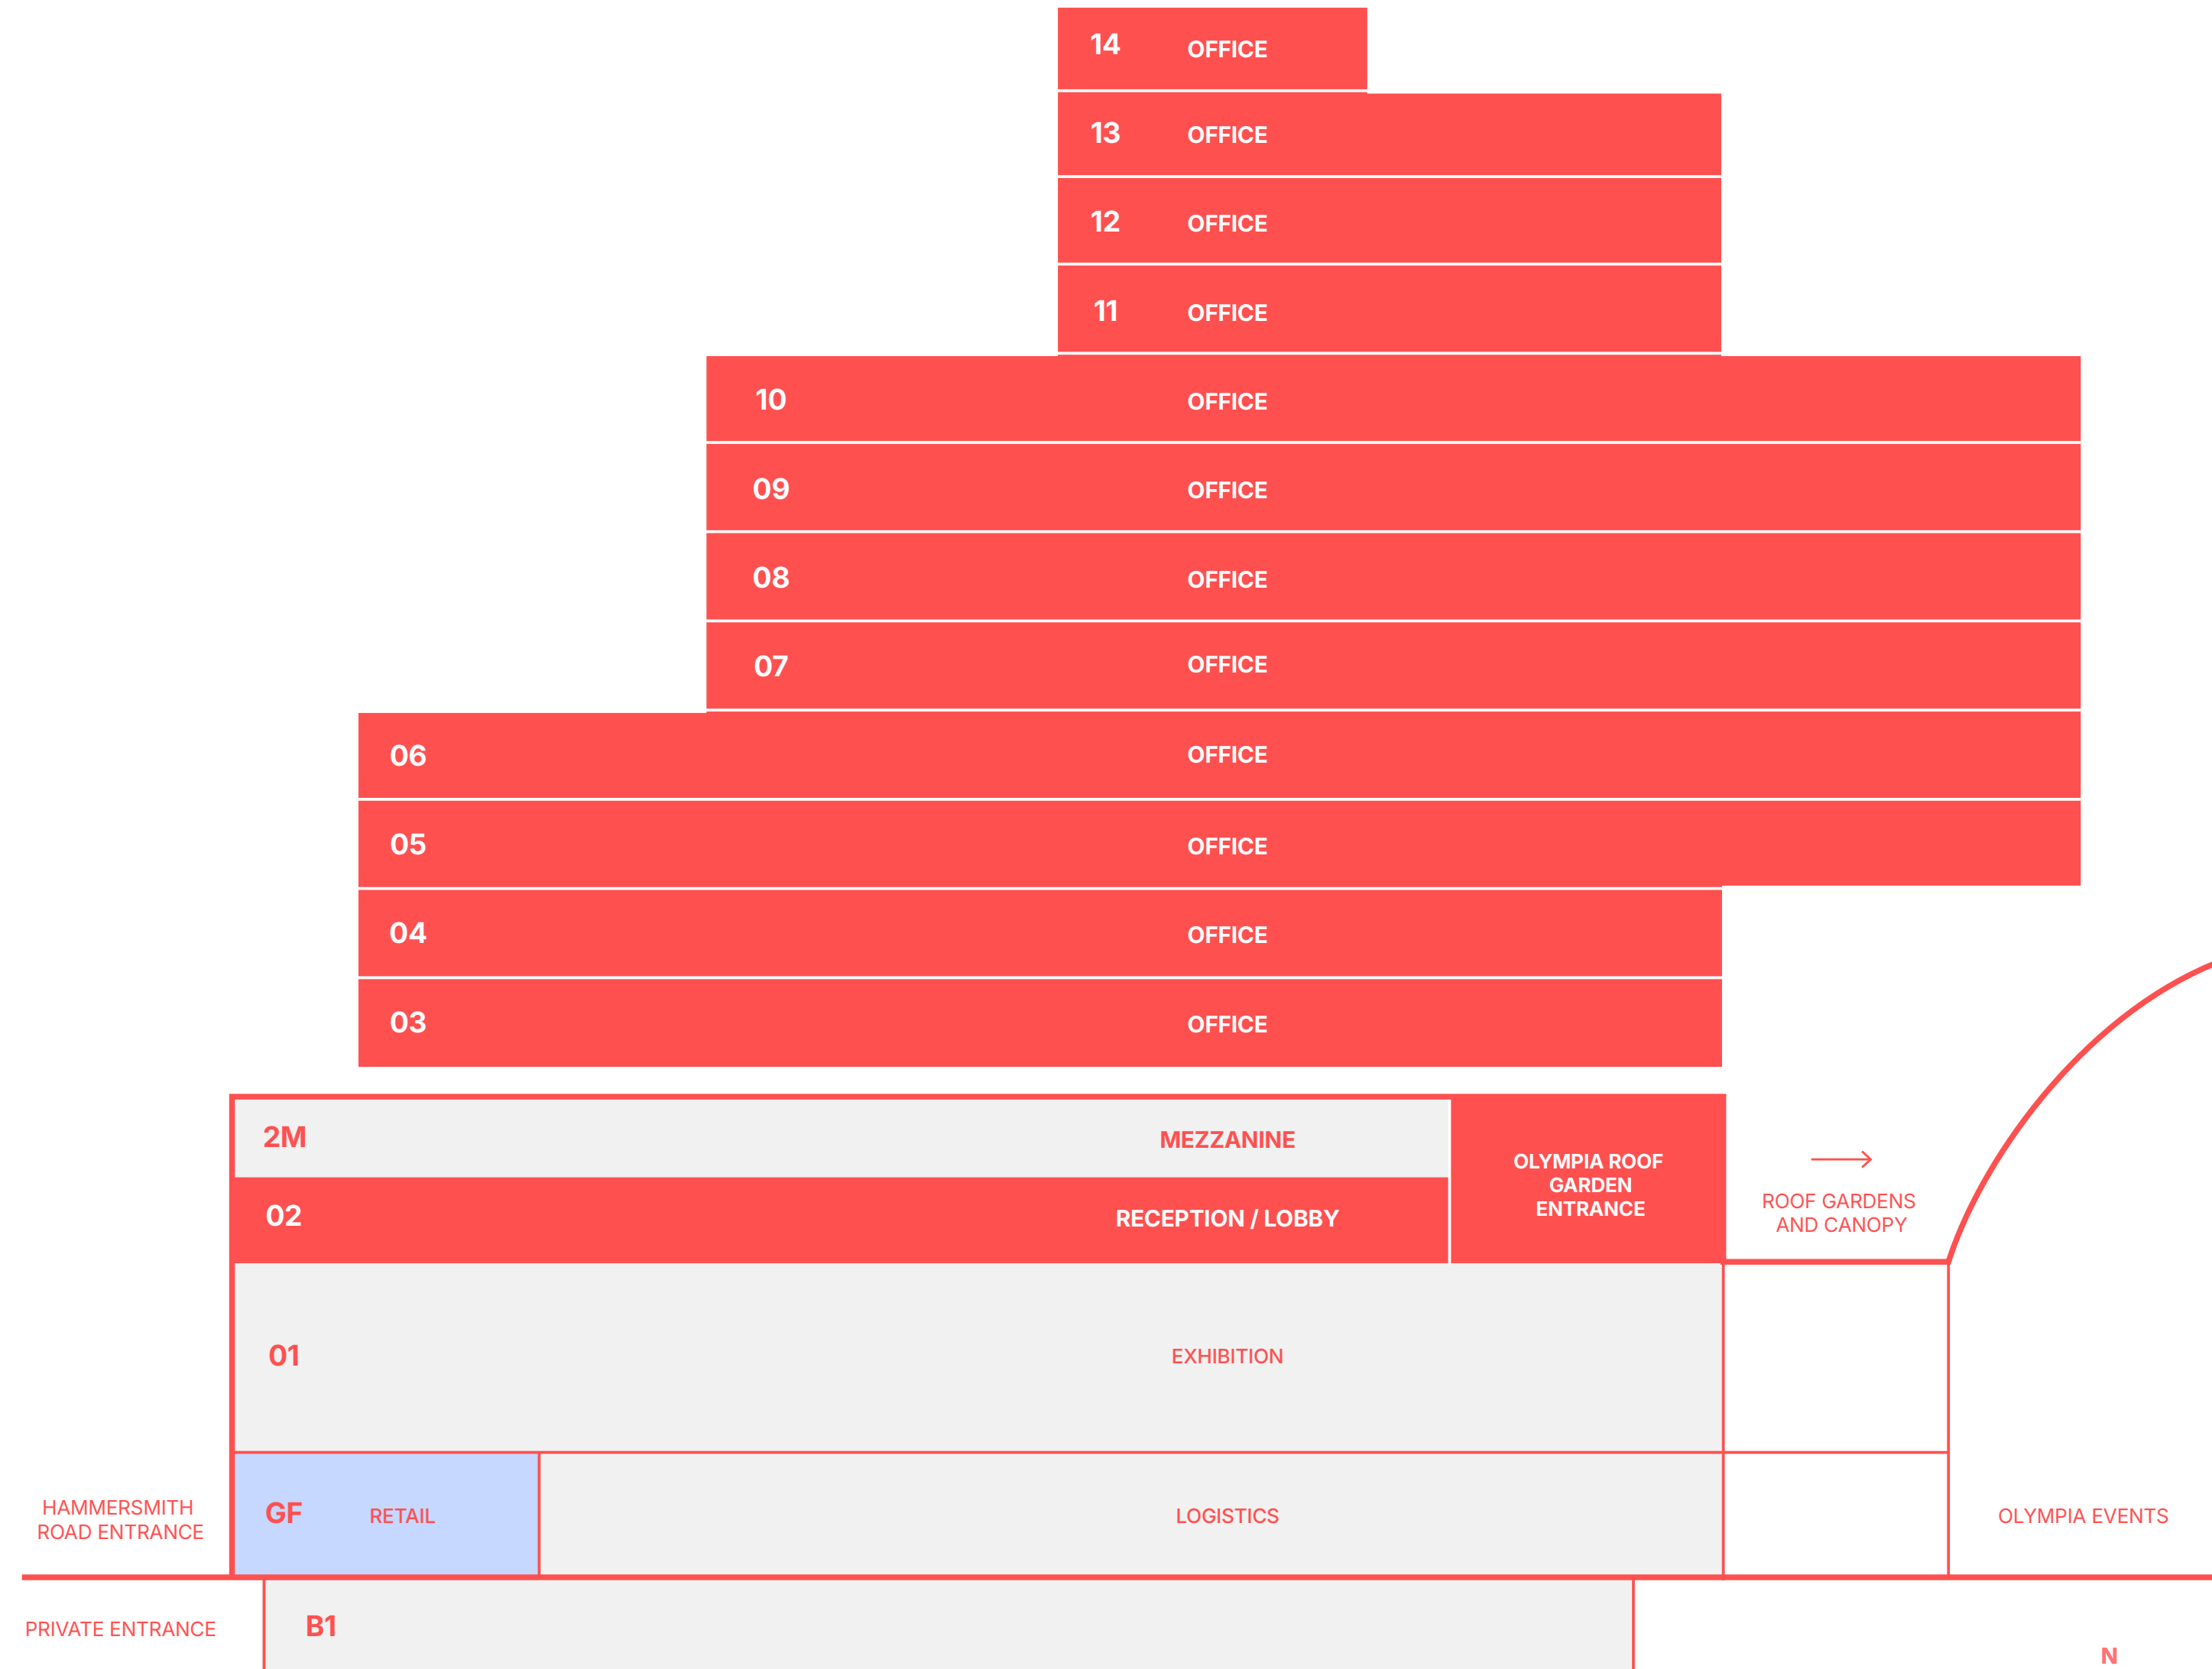 14 OFFICE
13 OFFICE
12 OFFICE
11 OFFICE
10 OFFICE
09 OFFICE
08 OFFICE
07 OFFICE
06 OFFICE
05 OFFICE
04 OFFICE
03 OFFICE
2M MEZZANINE
OLYMPIA ROOF
GARDEN
ENTRANCE
ROOF GARDENS
AND CANOPY
02 RECEPTION / LOBBY
01 EXHIBITION
HAMMERSMITH
ROAD ENTRANCE
GF RETAIL LOGISTICS
OLYMPIA EVENTS
PRIVATE ENTRANCE
B1
N